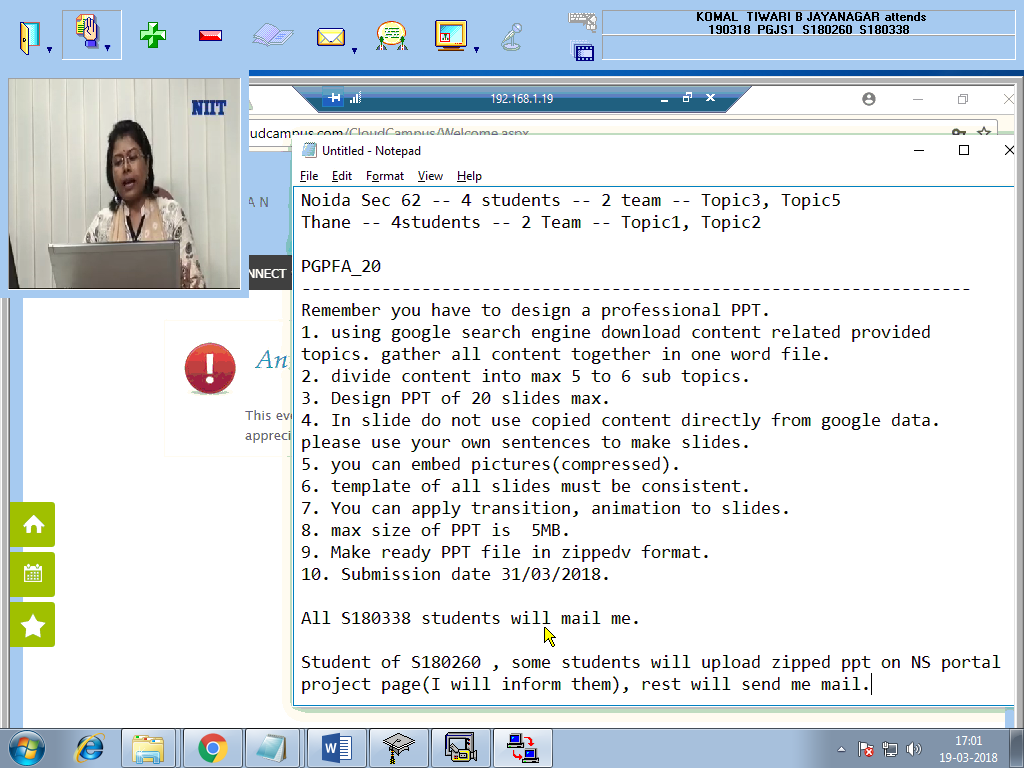 KOMAL TIWARI B JAYANAGAR attends
190318 PGJS1 S180260 S180338
NIIT
192.168.1.19
udcampus.com/CloudCampus/Welcome.aspx
Untitled - Notepad
File Edit Format View Help
A N
NNECT
An
This eve
appreci
Noida Sec 62 -- 4 students -- 2 team -- Topic3, Topic5
Thane -- 4students -- 2 Team -- Topic1, Topic2
PGPFA_20
-------------------------------------------------------------------
Remember you have to design a professional PPT.
1. using google search engine download content related provided
topics. gather all content together in one word file.
2. divide content into max 5 to 6 sub topics.
3. Design PPT of 20 slides max.
4. In slide do not use copied content directly from google data.
please use your own sentences to make slides.
5. you can embed pictures(compressed).
6. template of all slides must be consistent.
7. You can apply transition, animation to slides.
8. max size of PPT is  5MB.
9. Make ready PPT file in zippedv format.
10. Submission date 31/03/2018.
All S180338 students will mail me.
Student of S180260 , some students will upload zipped ppt on NS portal
project page(I will inform them), rest will send me mail.
17:01
19-03-2018